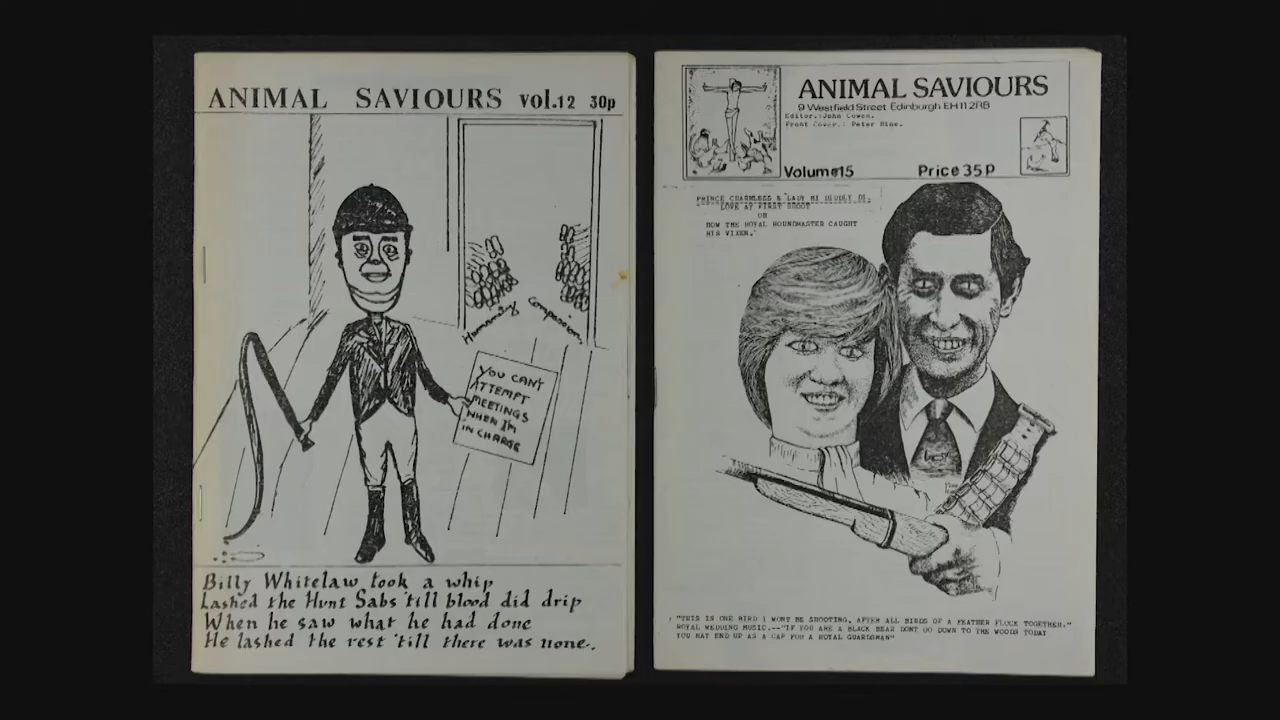 ANIMAL SAVIOURS VOL.12 30p
Humanity
Compassion
YOU CAN'T
ATTEMPT
MEETINGS
WHEN I'M
IN CHARGE
Billy Whitelaw took a whip
Lashed the Hunt Sabs 'till blood did drip
When he saw what he had done
He lashed the rest 'till there was none.
ANIMAL SAVIOURS
9 Westfield Street Edinburgh EH11 2RB
Editor.:John Cowen.
Front Cover.: Peter
Volume15 Price 35p
PRINCE CHARMLESS & LADY DI.
LOVE AT FIRST SHOOT
OR
HOW THE ROYAL HOUNDMASTER CAUGHT
HIS VIXEN.
"THIS IS ONE BIRD I WONT BE SHOOTING, AFTER ALL BIRDS OF A FEATHER FLOCK TOGETHER."
ROYAL WEDDING MUSIC.--"IF YOU ARE A BLACK BEAR DONT GO DOWN TO THE WOODS TODAY
YOU MAY END UP AS A CAP FOR A ROYAL GUARDSMAN"